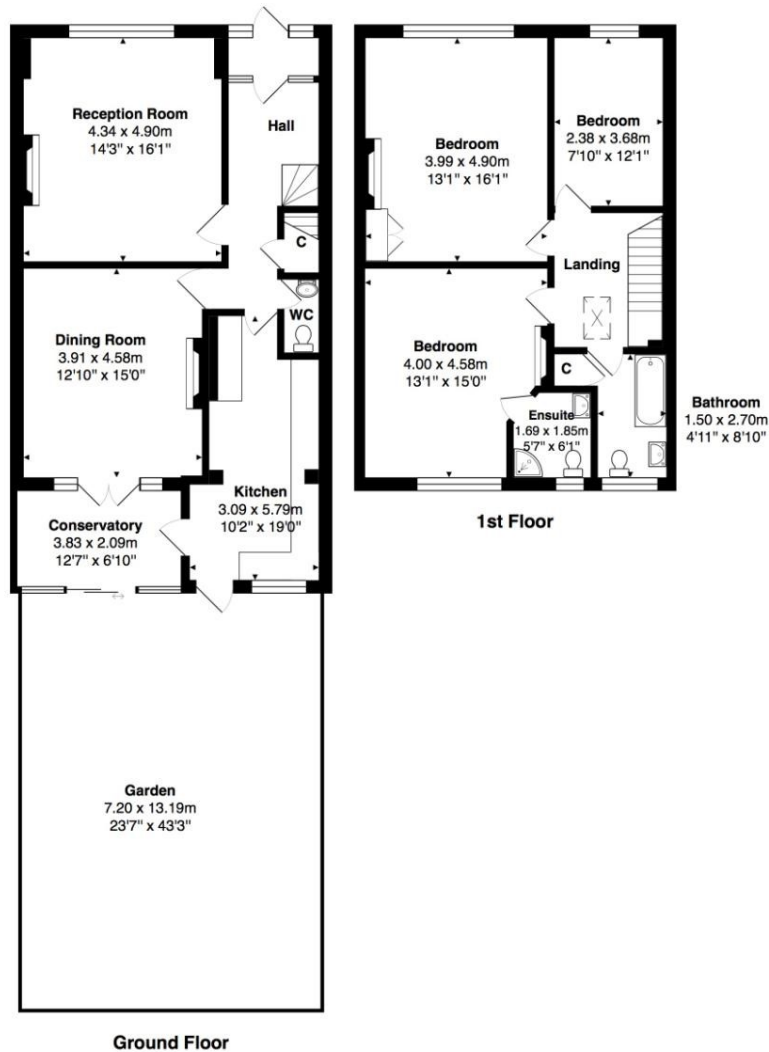 Reception Room
4.34 x 4.90m
14'3" x 16'1"
Hall
C
WC
Dining Room
3.91 x 4.58m
12'10" x 15'0"
Kitchen
3.09 x 5.79m
10'2" x 19'0"
Conservatory
3.83 x 2.09m
12'7" x 6'10"
Garden
7.20 x 13.19m
23'7" x 43'3"
Ground Floor
Bedroom
3.99 x 4.90m
13'1" x 16'1"
Bedroom
2.38 x 3.68m
7'10" x 12'1"
Landing
Bedroom
4.00 x 4.58m
13'1" x 15'0"
C
Ensuite
1.69 x 1.85m
5'7" x 6'1"
Bathroom
1.50 x 2.70m
4'11" x 8'10"
1st Floor